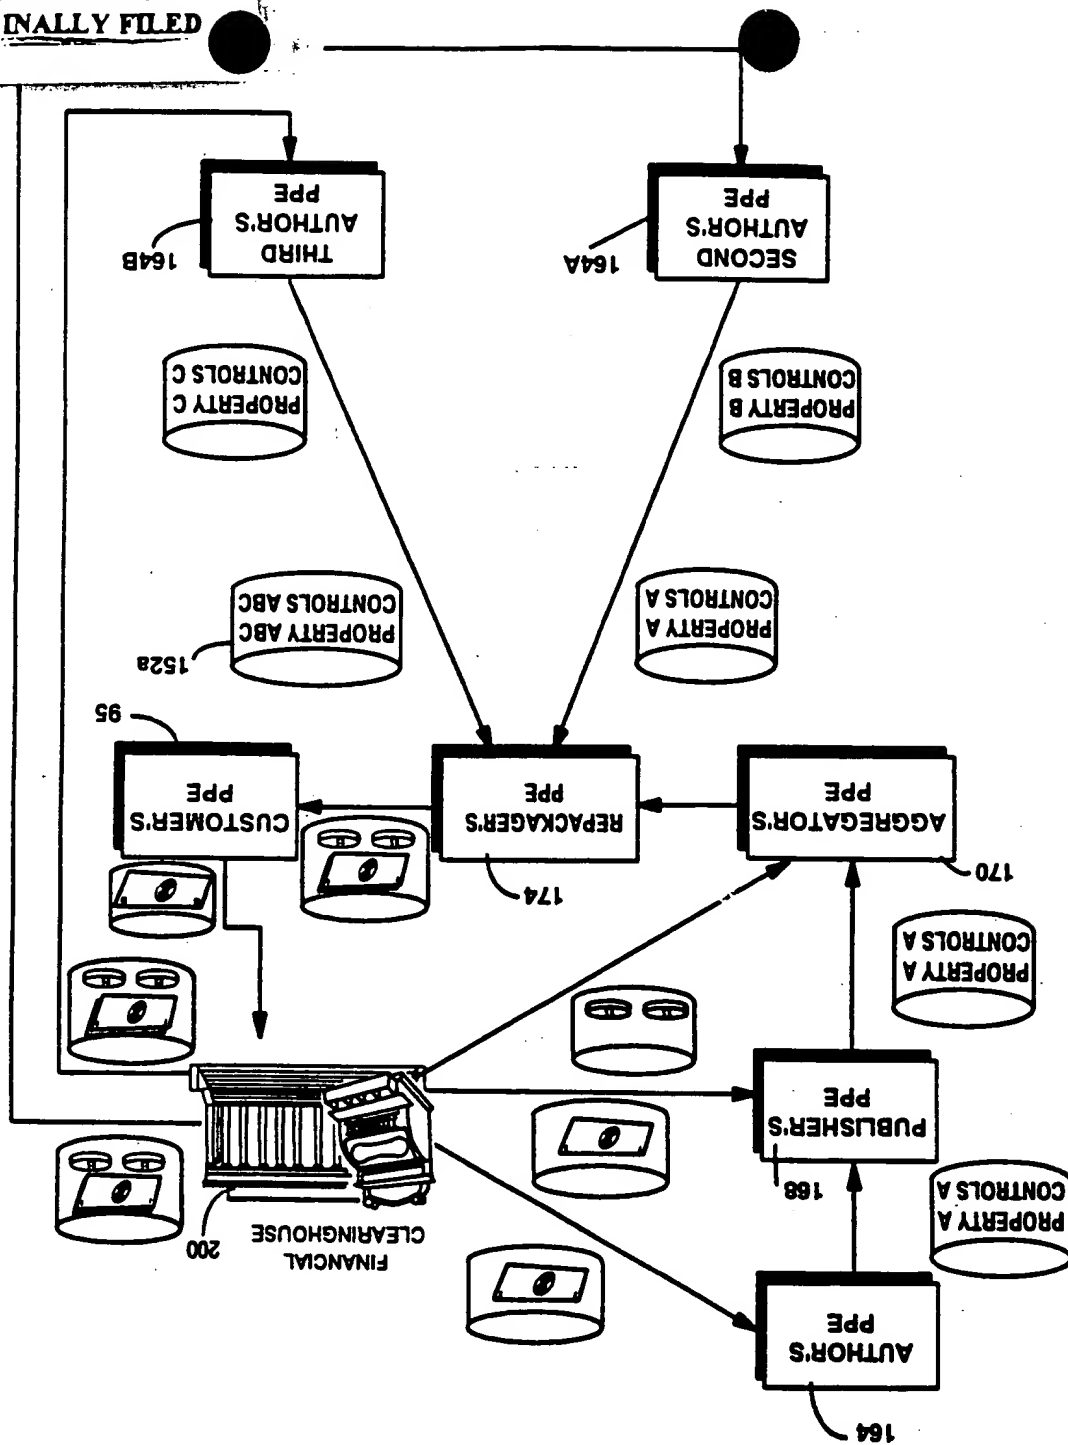 INALLY FILED
164
AUTHOR'S
PPE
FINANCIAL
CLEARINGHOUSE
200
PROPERTY A
CONTROLS A
168
PUBLISHER'S
PPE
PROPERTY A
CONTROLS A
170
AGGREGATOR'S
PPE
174
REPACKAGER'S
PPE
CUSTOMER'S
PPE
95
PROPERTY A
CONTROLS A
152a
PROPERTY ABC
CONTROLS ABC
PROPERTY B
CONTROLS B
PROPERTY C
CONTROLS C
164A
SECOND
AUTHOR'S
PPE
164B
THIRD
AUTHOR'S
PPE